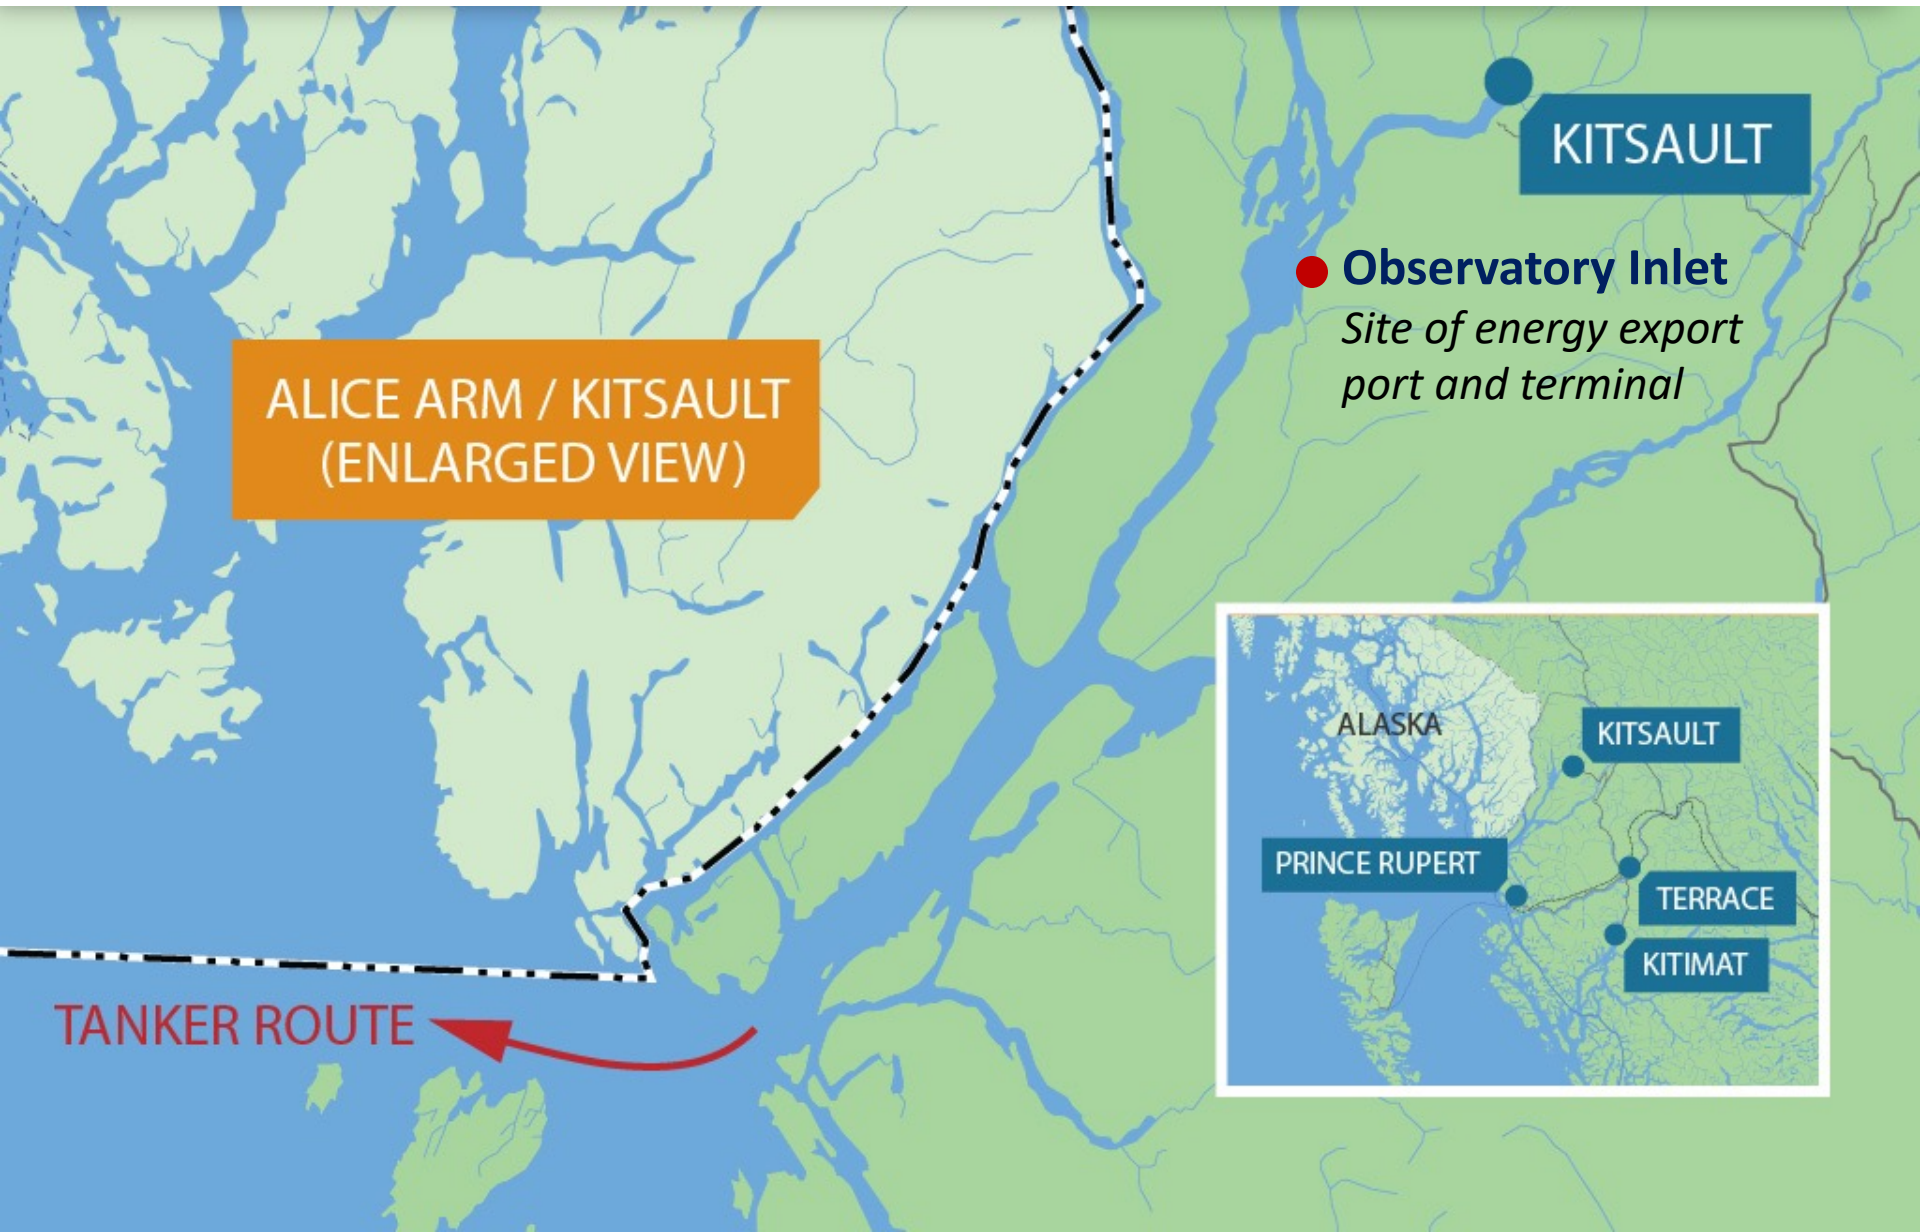 KITSAULT
Observatory Inlet
Site of energy export
port and terminal
ALICE ARM / KITSAULT
(ENLARGED VIEW)
TANKER ROUTE
ALASKA
KITSAULT
PRINCE RUPERT
TERRACE
KITIMAT